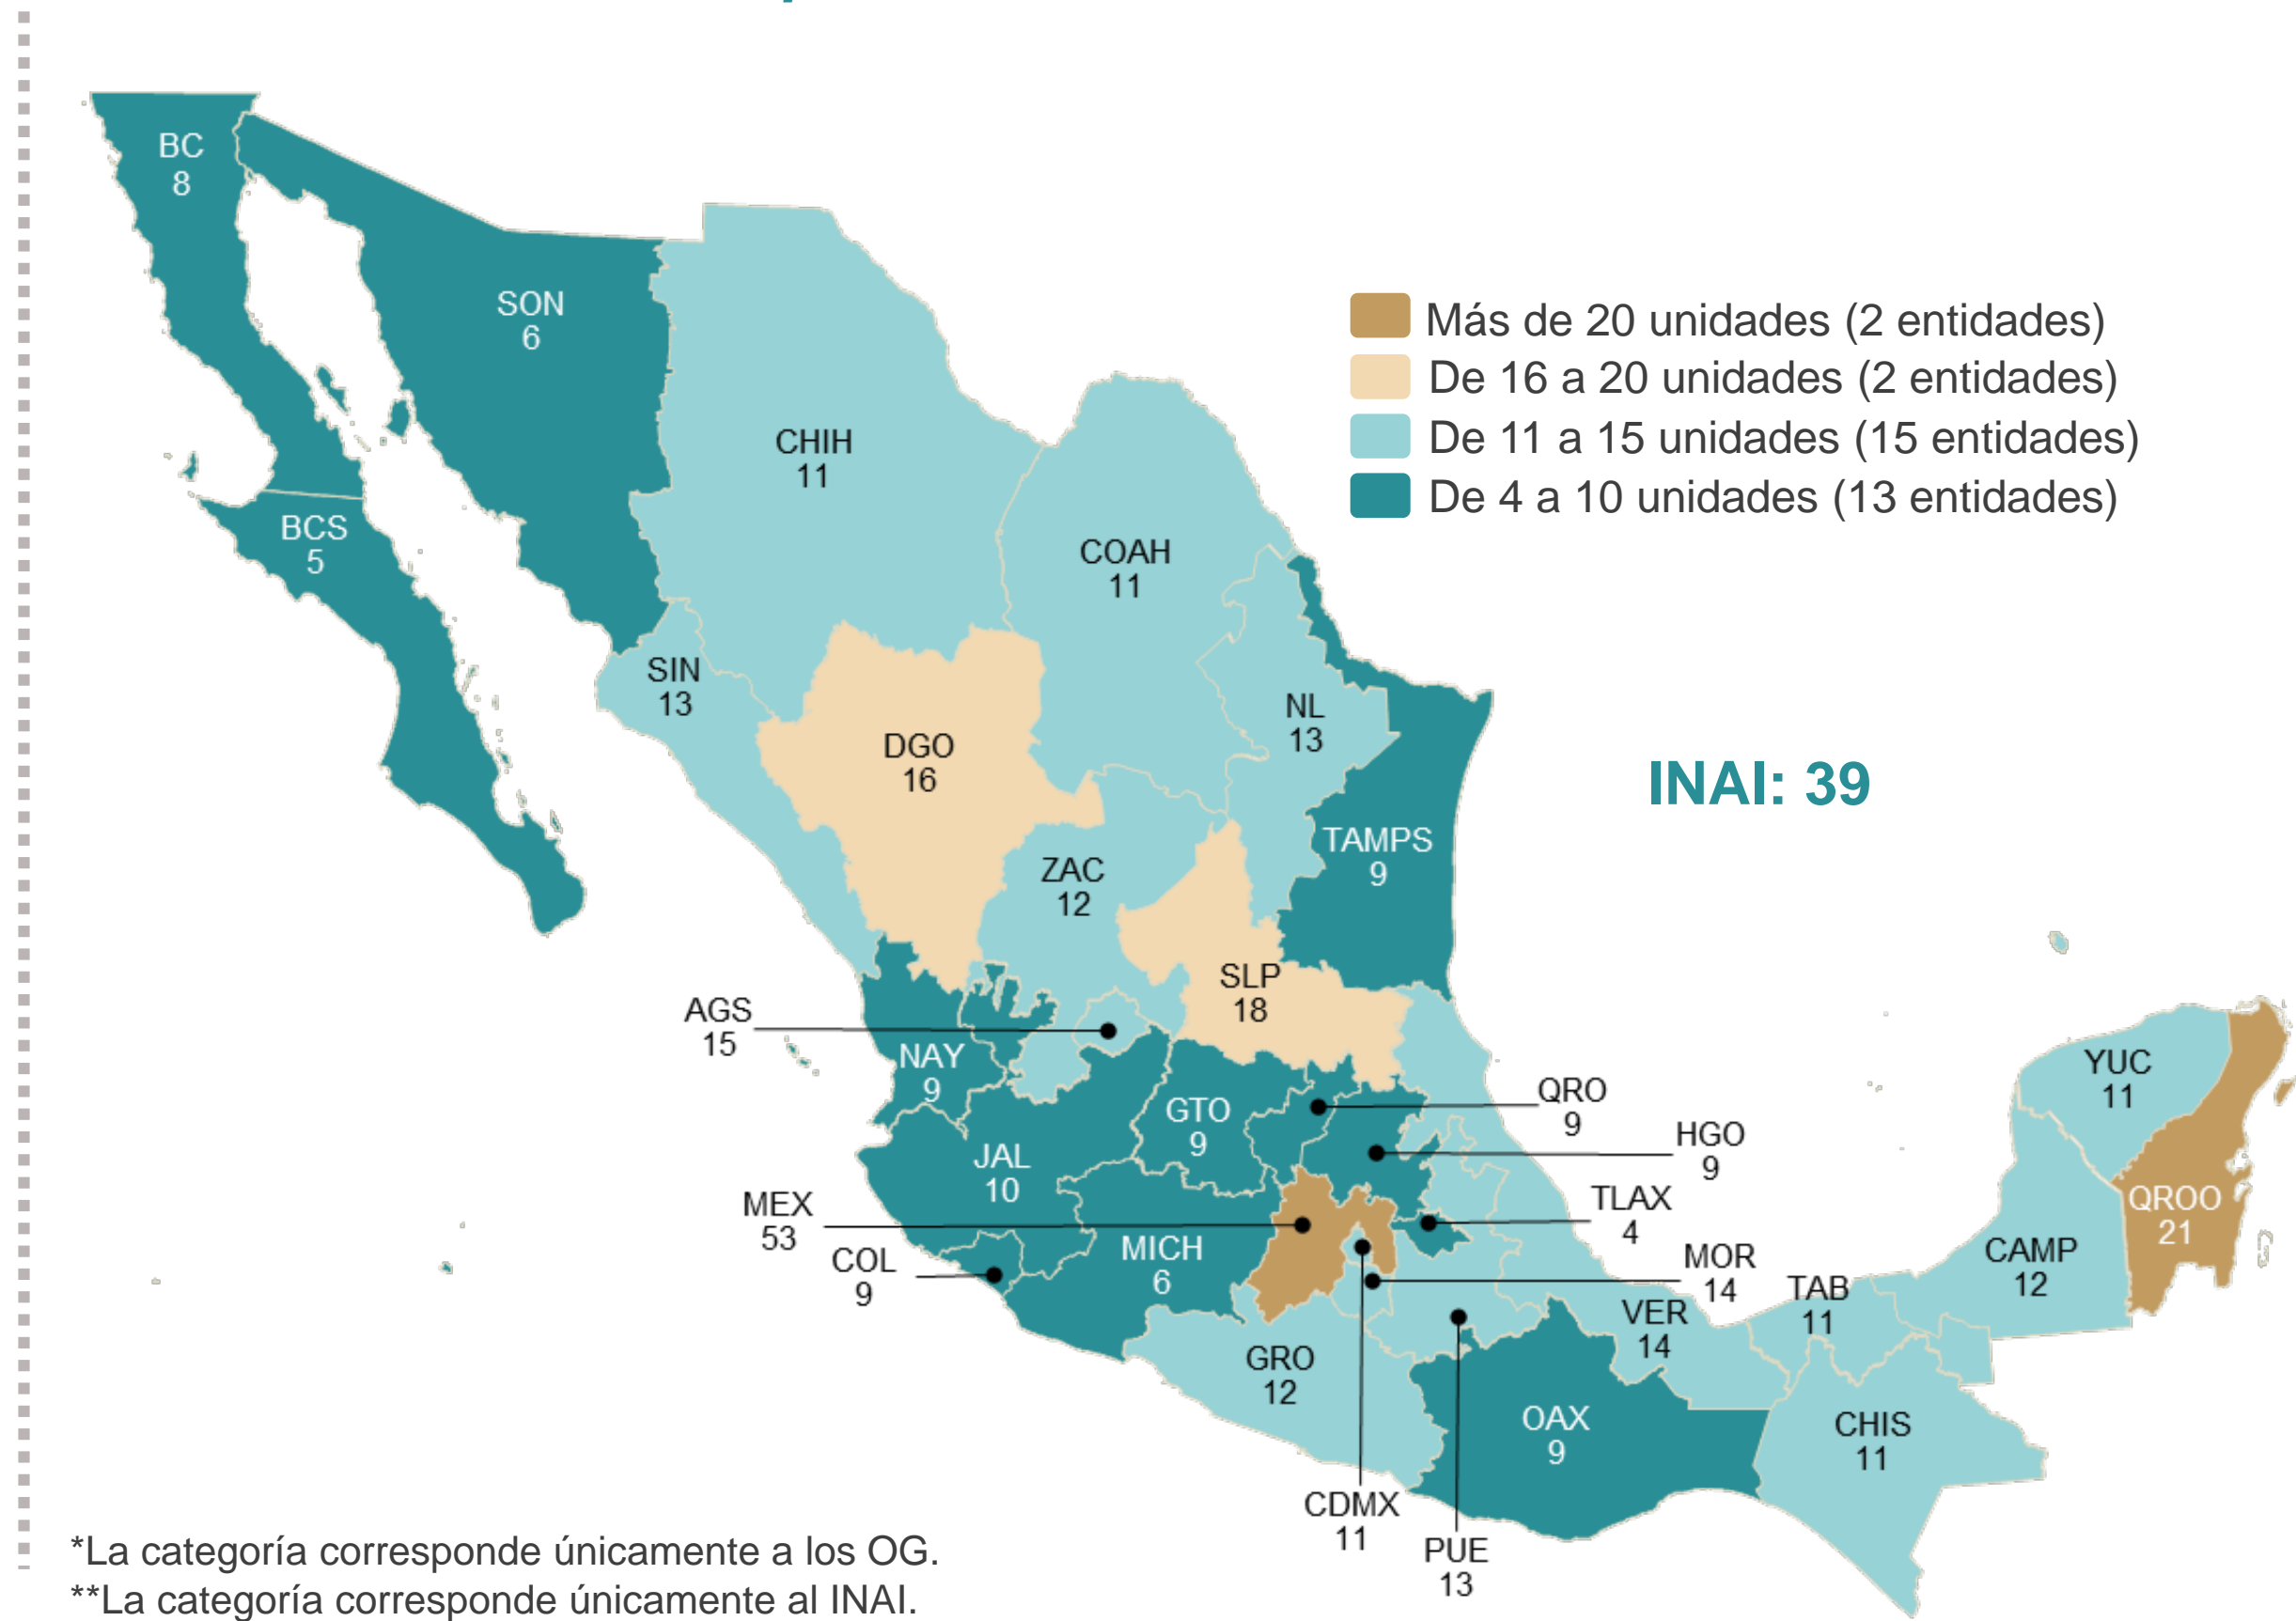 BC
8
SON
6
CHIH
11
BCS
5
COAH
11
Más de 20 unidades (2 entidades)
De 16 a 20 unidades (2 entidades)
De 11 a 15 unidades (15 entidades)
De 4 a 10 unidades (13 entidades)
SIN
13
DGO
16
NL
13
INAI: 39
TAMPS
9
ZAC
12
SLP
18
AGS
15
NAY
9
GTO
9
JAL
10
QRO
9
HGO
9
TLAX
4
MEX
53
COL
9
MICH
6
MOR
14
TAB
11
VER
14
YUC
11
QROO
21
CAMP
12
GRO
12
OAX
9
CHIS
11
CDMX
11
PUE
13
*La categoría corresponde únicamente a los OG.
**La categoría corresponde únicamente al INAI.